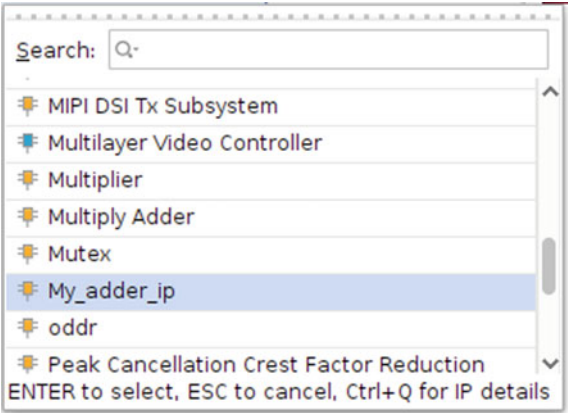 Search:
MIPI DSI Tx Subsystem
Multilayer Video Controller
Multiplier
Multiply Adder
Mutex
My_adder_ip
oddr
Peak Cancellation Crest Factor Reduction
ENTER to select, ESC to cancel, Ctrl+Q for IP details